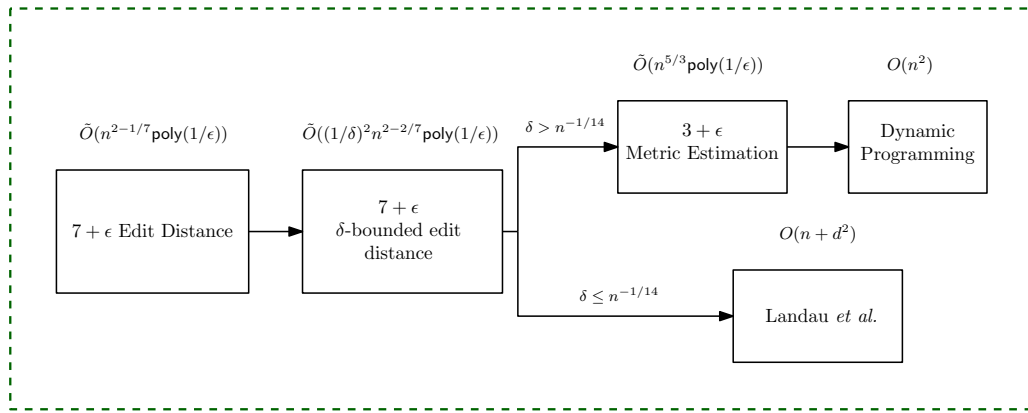 Õ(n^{5/3}poly(1/ϵ))
O(n^2)
Õ(n^{2−1/7}poly(1/ϵ))
Õ((1/δ)^2n^{2−2/7}poly(1/ϵ))
δ > n^{−1/14}
3 + ϵ
Metric Estimation
Dynamic
Programming
7 + ϵ Edit Distance
7 + ϵ
δ-bounded edit
distance
O(n + d^2)
δ ≤ n^{−1/14}
Landau et al.